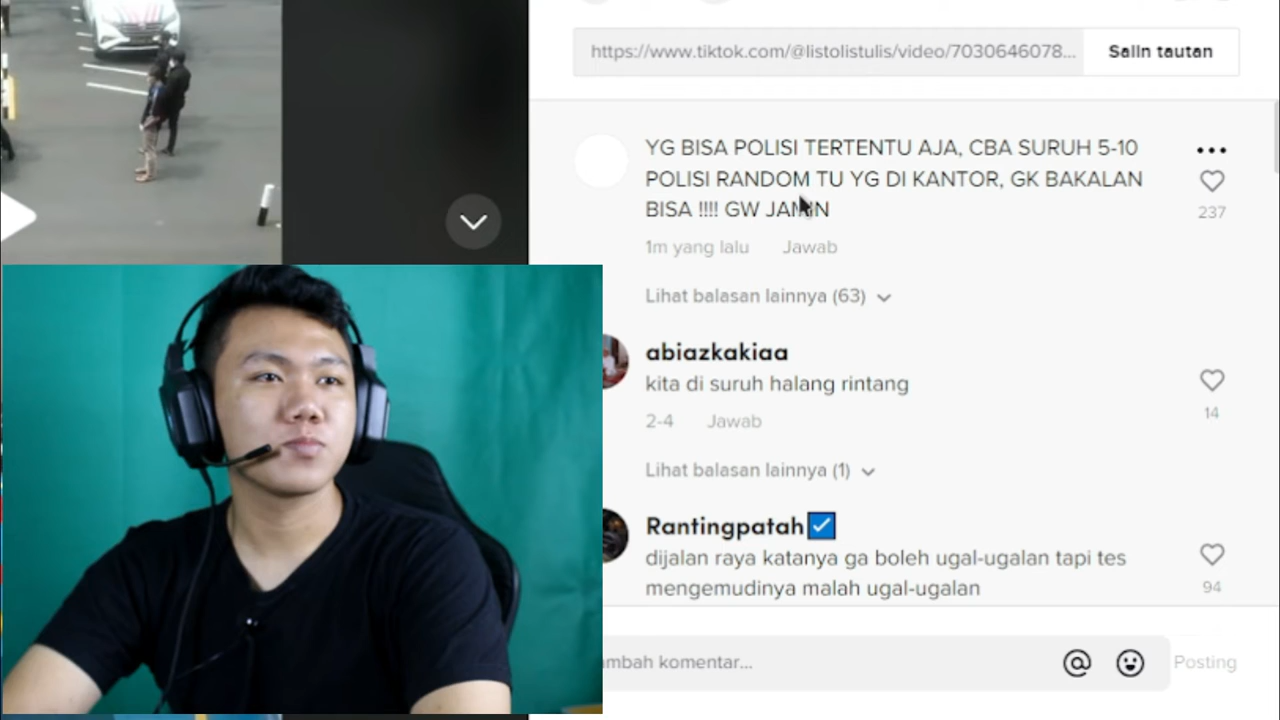 https://www.tiktok.com/@listolistulis/video/7030646078...
Salin tautan
YG BISA POLISI TERTENTU AJA, CBA SURUH 5-10
POLISI RANDOM TU YG DI KANTOR, GK BAKALAN
BISA !!!! GW JAMIN
237
1m yang lalu Jawab
Lihat balasan lainnya (63)
abiazkakiaa
kita di suruh halang rintang
14
2-4 Jawab
Lihat balasan lainnya (1)
Rantingpatah
dijalan raya katanya ga boleh ugal-ugalan tapi tes
mengemudinya malah ugal-ugalan
94
ambah komentar...
@
Posting